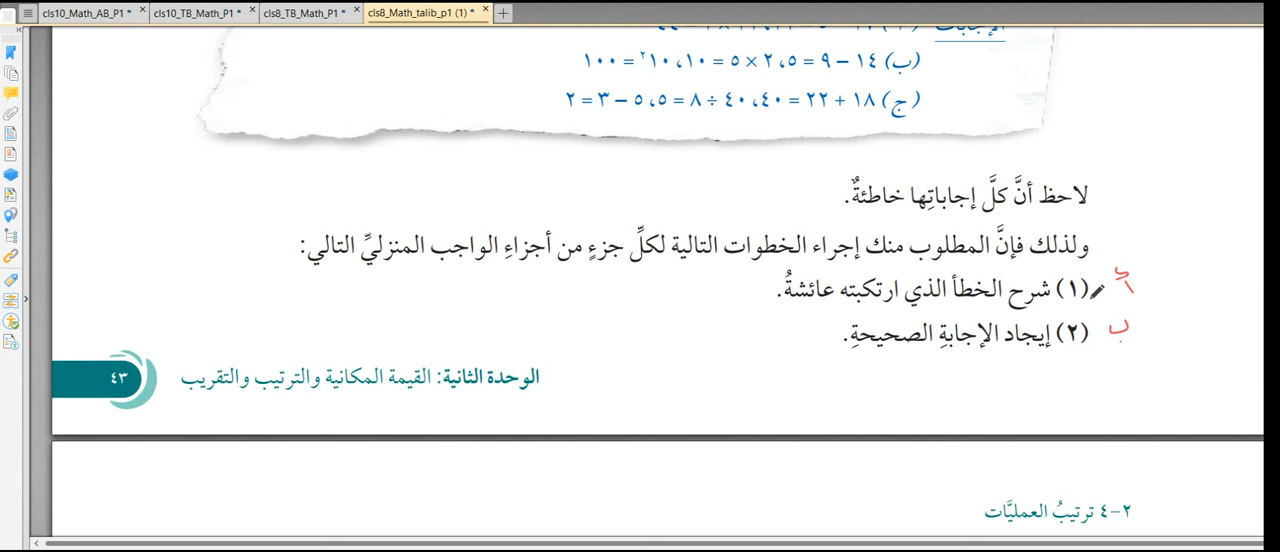 cls10_Math_AB_P1 * cls10_TB_Math_P1 * cls8_TB_Math_P1 * cls8_Math_talib_p1 (1) *
الإجابات
(ب) ١٤ – ٩ = ٥، ٢ × ٥ = ١٠، ١٠٢ = ١٠٠
(ج) ١٨ + ٢٢ = ٤٠، ٤٠ ÷ ٨ = ٥، ٥ – ٣ = ٢
لاحظ أنَّ كلَّ إجاباتِها خاطئةٌ.
ولذلك فإنَّ المطلوب منك إجراء الخطوات التالية لكلِّ جزءٍ من أجزاءِ الواجب المنزليِّ التالي:
أ (١) شرح الخطأ الذي ارتكبته عائشةُ.
ب (٢) إيجاد الإجابةِ الصحيحةِ.
الوحدة الثانية: القيمة المكانية والترتيب والتقريب ٤٣
٢-٤ ترتيبُ العمليَّات